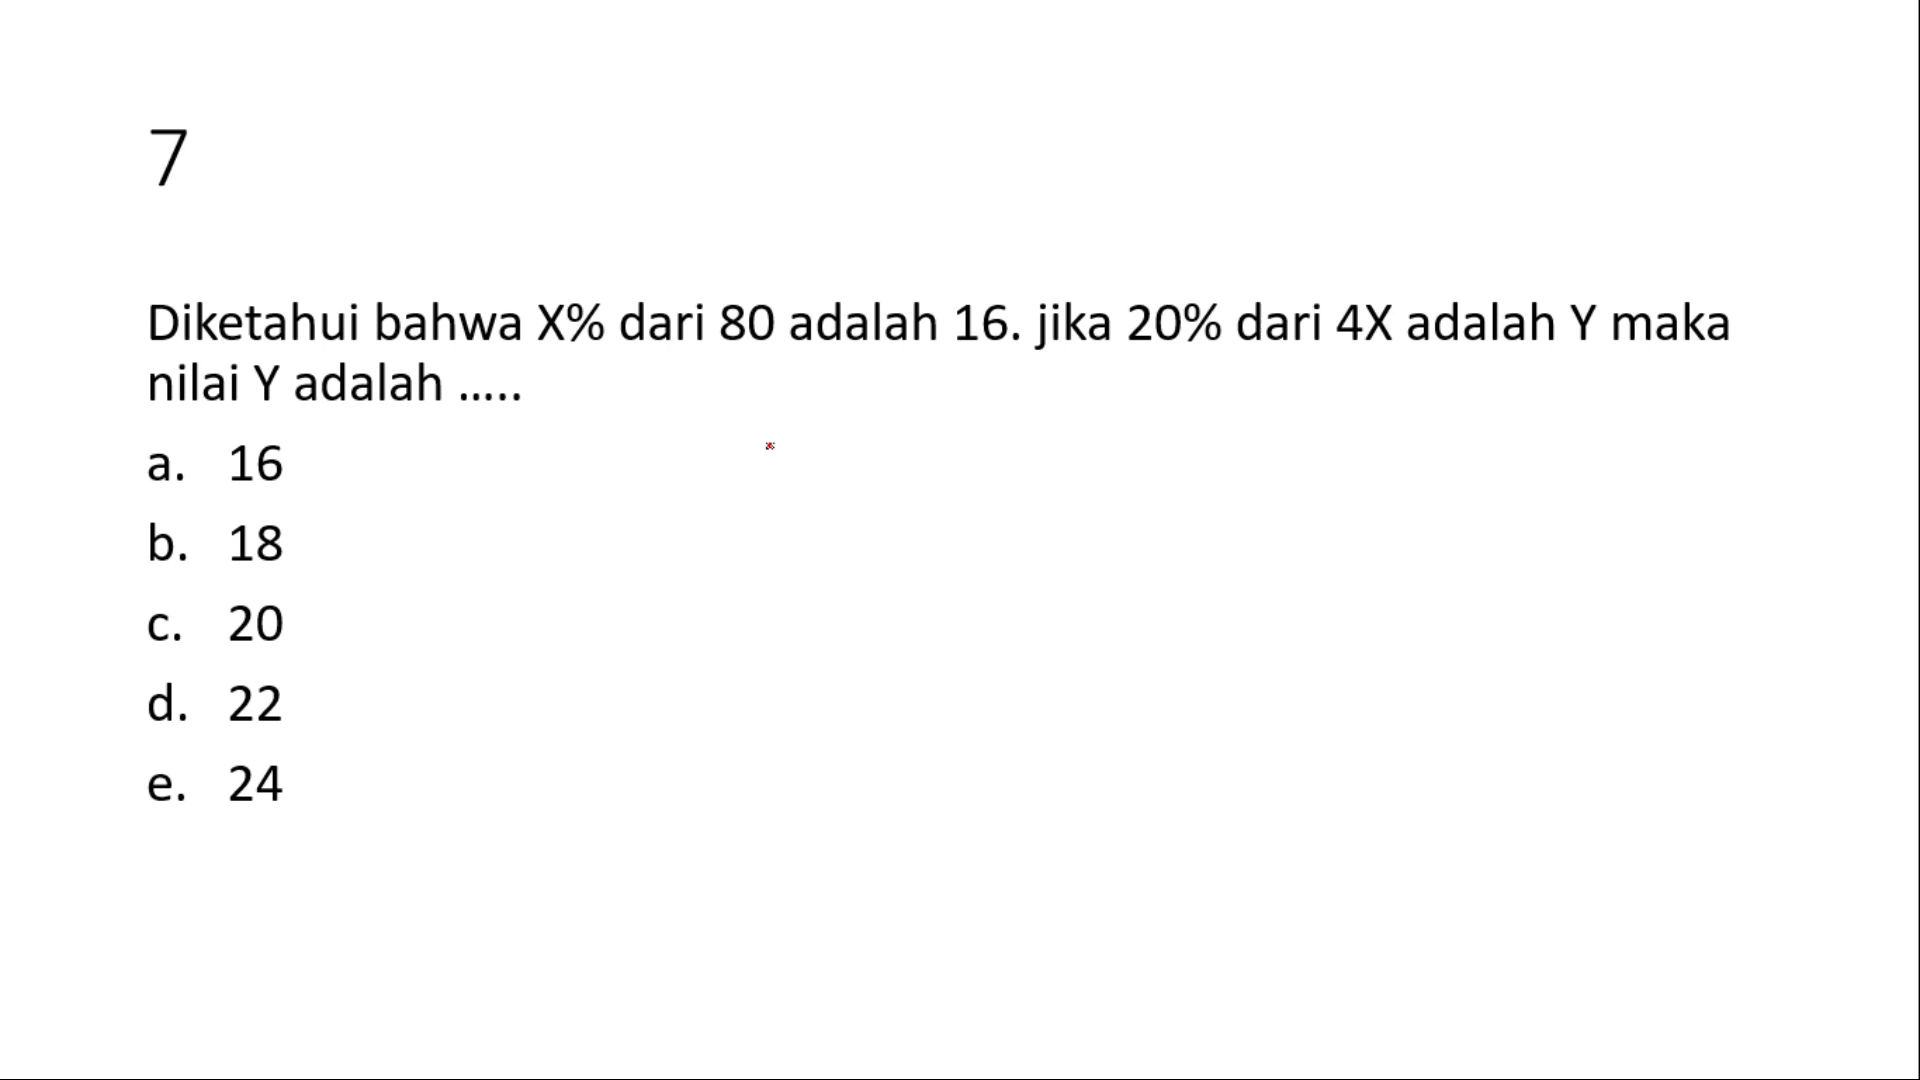 7
Diketahui bahwa X% dari 80 adalah 16. jika 20% dari 4X adalah Y maka
nilai Y adalah .....
a. 16
b. 18
c. 20
d. 22
e. 24